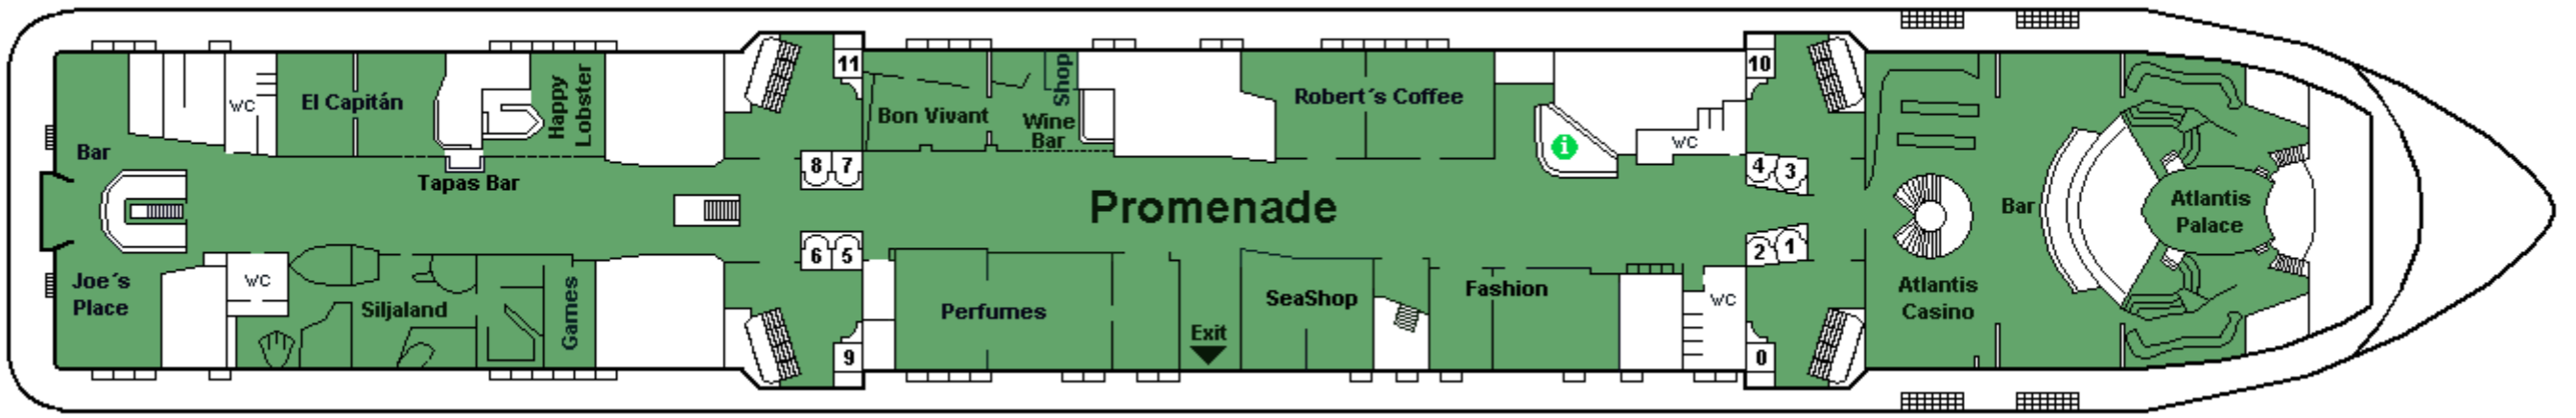 Bar
WC
El Capitán
Happy
Lobster
Tapas Bar
Joe´s
Place
WC
Siljaland
Games
11
8 7
6 5
9
Bon Vivant
Shop
Wine
Bar
Robert´s Coffee
i
WC
Promenade
Perfumes
Exit
SeaShop
Fashion
WC
10
4 3
2 1
0
Bar
Atlantis
Casino
Atlantis
Palace